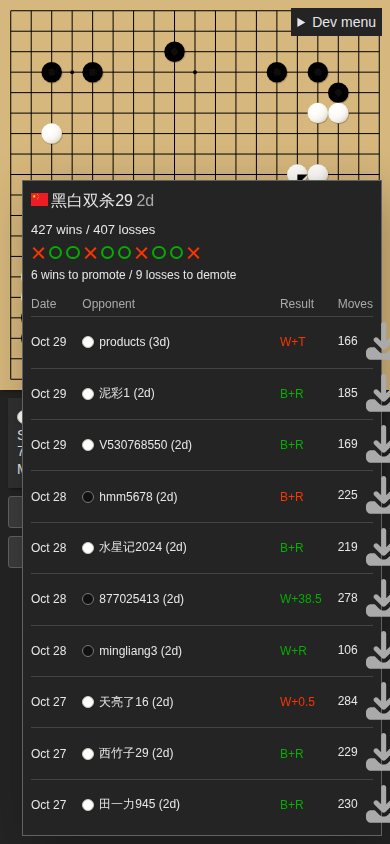 Dev menu
黑白双杀29 2d
427 wins / 407 losses
6 wins to promote / 9 losses to demote
Date Opponent Result Moves
Oct 29 products (3d) W+T 166
Oct 29 泥彩1 (2d) B+R 185
Oct 29 V530768550 (2d) B+R 169
Oct 28 hmm5678 (2d) B+R 225
Oct 28 水星记2024 (2d) B+R 219
Oct 28 877025413 (2d) W+38.5 278
Oct 28 mingliang3 (2d) W+R 106
Oct 27 天亮了16 (2d) W+0.5 284
Oct 27 西竹子29 (2d) B+R 229
Oct 27 田一力945 (2d) B+R 230